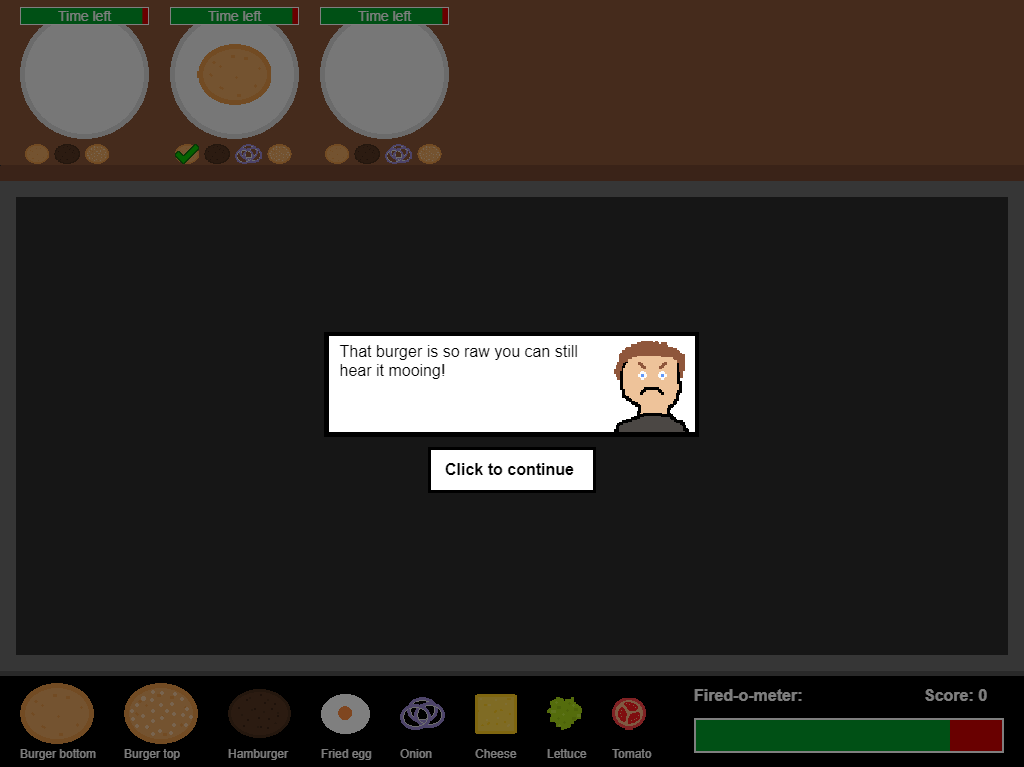 Time left
Time left
Time left
That burger is so raw you can still
hear it mooing!
Click to continue
Fired-o-meter:
Score: 0
Burger bottom
Burger top
Hamburger
Fried egg
Onion
Cheese
Lettuce
Tomato